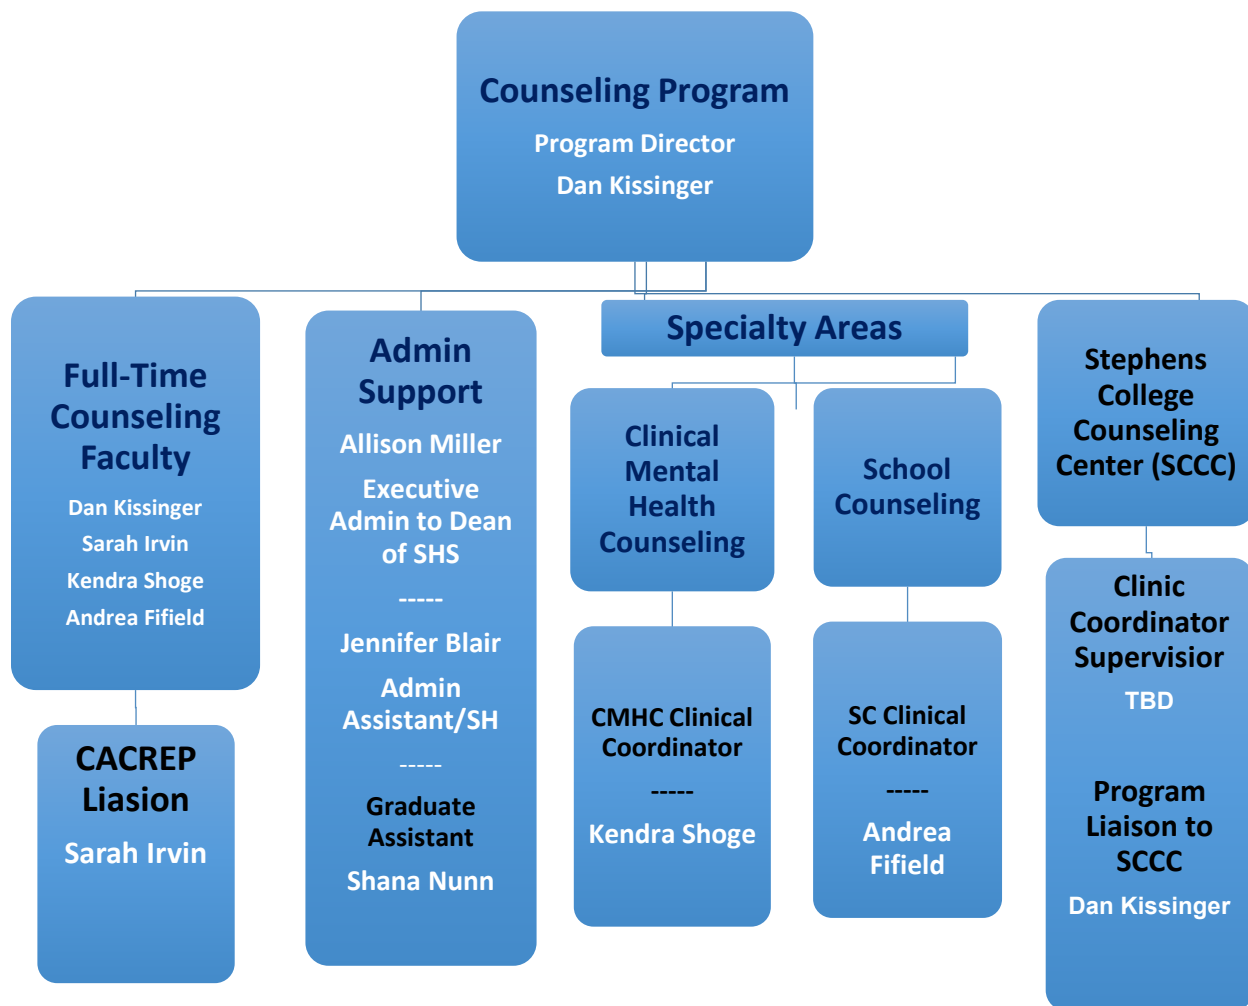 Counseling Program
Program Director
Dan Kissinger
Full-Time
Counseling
Faculty
Dan Kissinger
Sarah Irvin
Kendra Shoge
Andrea Fifield
CACREP
Liasion
Sarah Irvin
Admin
Support
Allison Miller
Executive
Admin to Dean
of SHS
-----
Jennifer Blair
Admin
Assistant/SH
-----
Graduate
Assistant
Shana Nunn
Specialty Areas
Clinical
Mental
Health
Counseling
CMHC Clinical
Coordinator
-----
Kendra Shoge
School
Counseling
SC Clinical
Coordinator
-----
Andrea
Fifield
Stephens
College
Counseling
Center (SCCC)
Clinic
Coordinator
Supervisior
TBD
Program
Liaison to
SCCC
Dan Kissinger